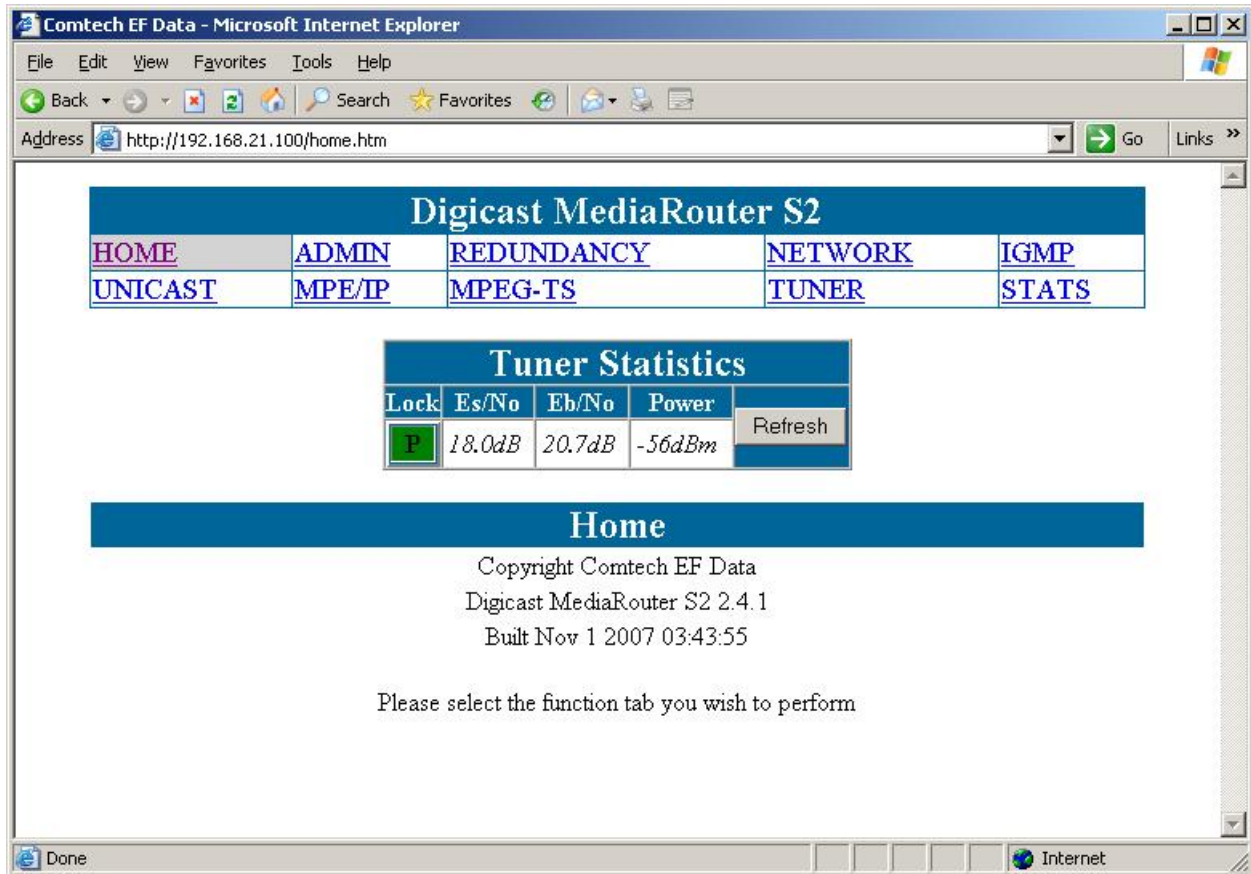 Comtech EF Data - Microsoft Internet Explorer
File Edit View Favorites Tools Help
Back Search Favorites
Address http://192.168.21.100/home.htm Go Links »
Digicast MediaRouter S2
HOME ADMIN REDUNDANCY NETWORK IGMP
UNICAST MPE/IP MPEG-TS TUNER STATS
Tuner Statistics
Lock Es/No Eb/No Power
P 18.0dB 20.7dB -56dBm Refresh
Home
Copyright Comtech EF Data
Digicast MediaRouter S2 2.4.1
Built Nov 1 2007 03:43:55
Please select the function tab you wish to perform
Done Internet